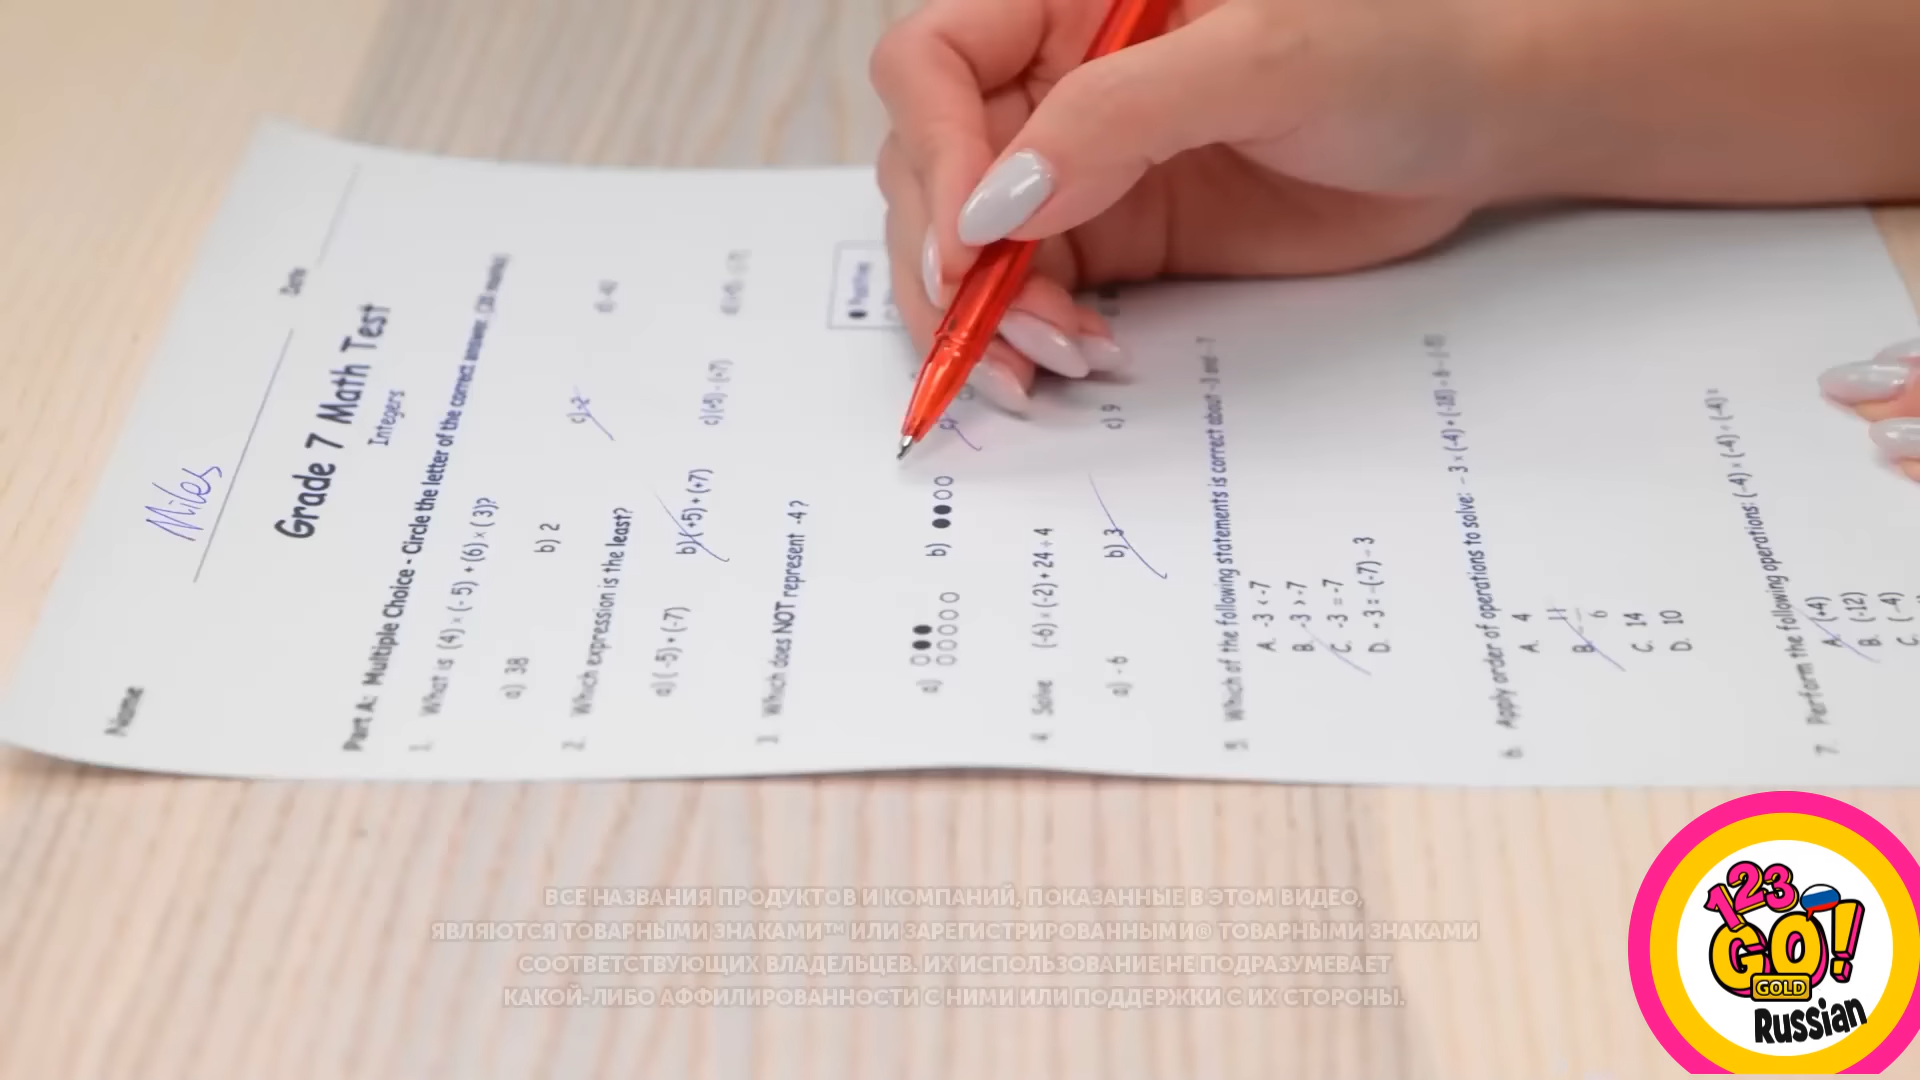 Name Miles Date
Grade 7 Math Test
Integers
Part A: Multiple Choice - Circle the letter of the correct answer. (20 marks)
1. What is (4) × (- 5) + (6) × ( 3)?
a) 38 b) 2 c) -2
2. Which expression is the least?
a) ( -5) + (-7) b) ( +5) + (+7) c) (+5) - (+7)
3. Which does NOT represent -4 ?
● Positive
a) b) c)
4. Solve (-6) × (-2) + 24 ÷ 4
a) - 6 b) 3 c) 9
5. Which of the following statements is correct about -3 and -7
A. -3 < -7
B. -3 > -7
C. -3 = -7
D. -3 = -(-7) - 3
6. Apply order of operations to solve:
A. 4
B. 11/6
C. 14
D. 10
7. Perform the following operations: (-4) × (-4) ÷ (-4) =
A. (+4)
B. (-12)
C. (-4)
ВСЕ НАЗВАНИЯ ПРОДУКТОВ И КОМПАНИЙ, ПОКАЗАННЫЕ В ЭТОМ ВИДЕО,
ЯВЛЯЮТСЯ ТОВАРНЫМИ ЗНАКАМИ™ ИЛИ ЗАРЕГИСТРИРОВАННЫМИ® ТОВАРНЫМИ ЗНАКАМИ
СООТВЕТСТВУЮЩИХ ВЛАДЕЛЬЦЕВ. ИХ ИСПОЛЬЗОВАНИЕ НЕ ПОДРАЗУМЕВАЕТ
КАКОЙ-ЛИБО АФФИЛИРОВАННОСТИ С НИМИ ИЛИ ПОДДЕРЖКИ С ИХ СТОРОНЫ.
123
GO!
GOLD
Russian